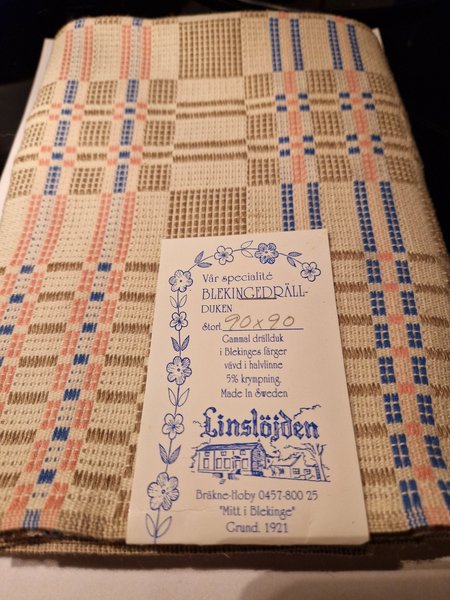 Vår specialité
BLEKINGEDRÄLL-
DUKEN
Storl. 90x90
Gammal drällduk
i Blekinges färger
vävd i halvlinne
5% krympning.
Made In Sweden
Linslöjden
Bräkne-Hoby 0457-800 25
"Mitt i Blekinge"
Grund. 1921